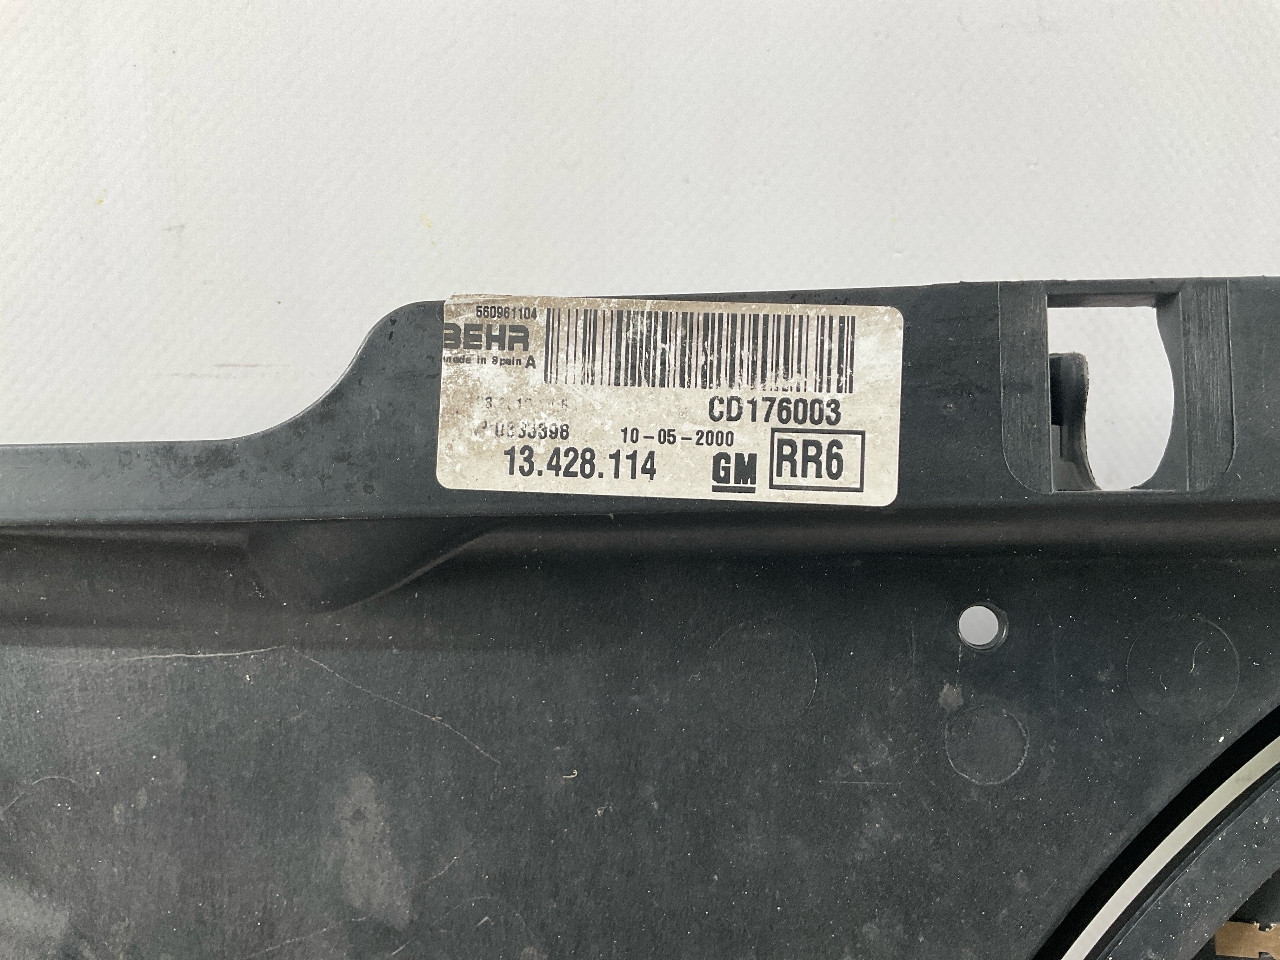 560961104
BEHR
made in Spain A
CD176003
10-05-2000
13.428.114
GM
RR6